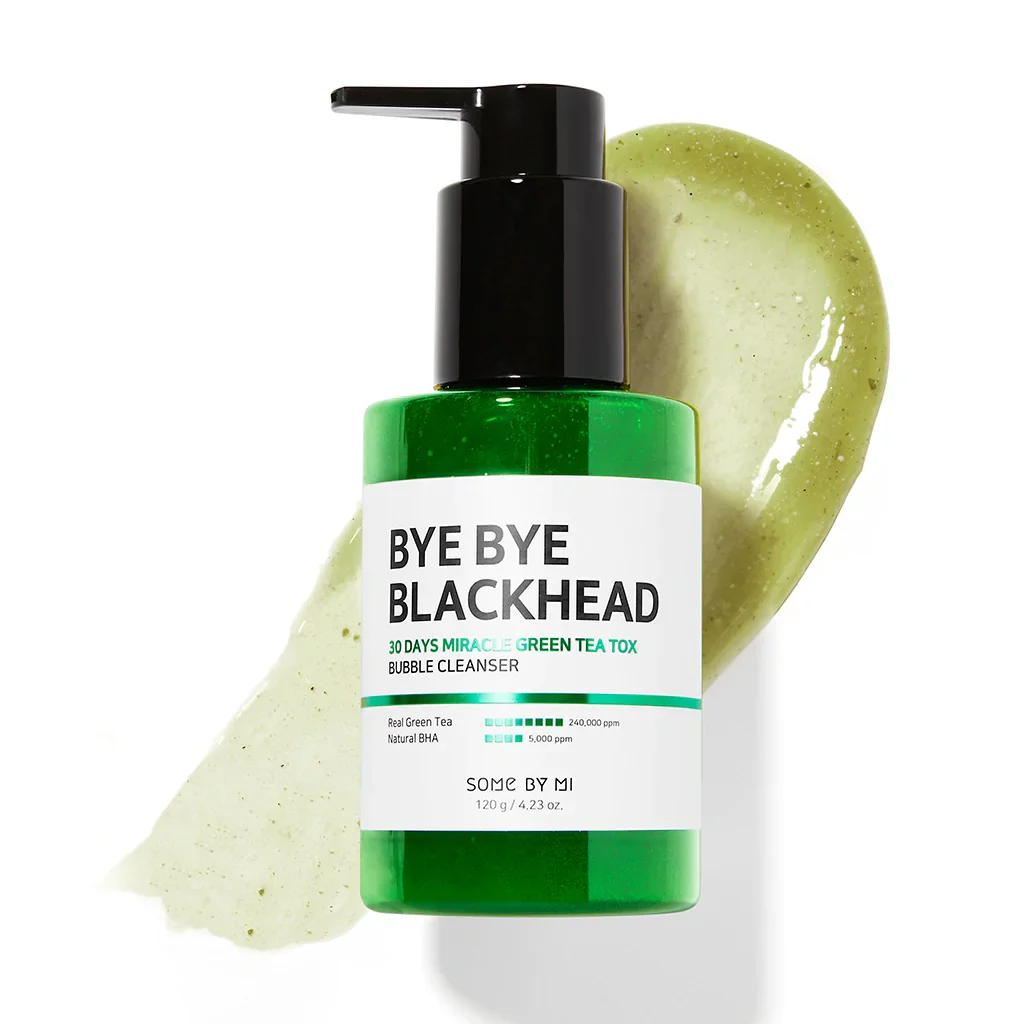 BYE BYE
BLACKHEAD
30 DAYS MIRACLE GREEN TEA TOX
BUBBLE CLEANSER
Real Green Tea 240,000 ppm
Natural BHA 5,000 ppm
SOME BY MI
120 g / 4.23 oz.